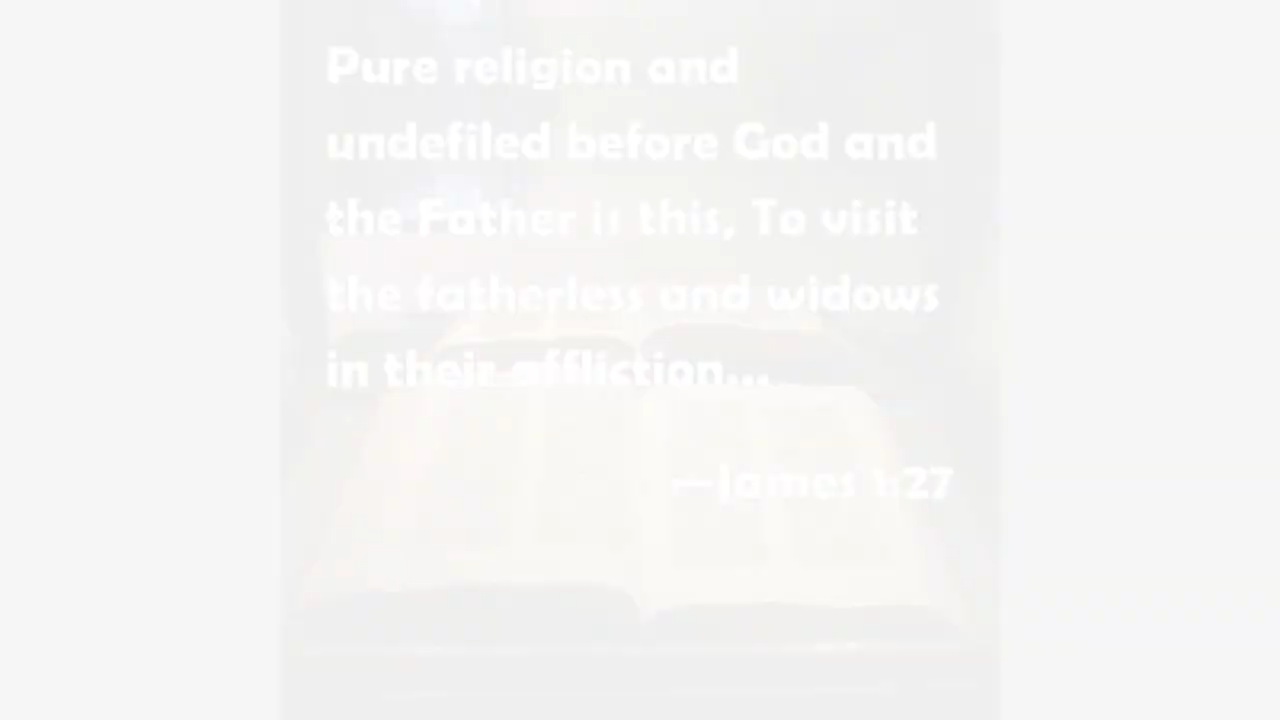 Pure religion and
undefiled before God and
the Father is this, To visit
the fatherless and widows
in their affliction...
—James 1:27